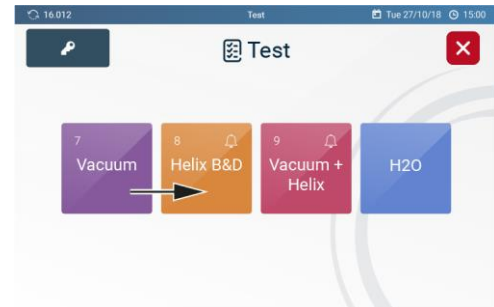 16.012 Test Tue 27/10/18 15:00
Test
7 8 9
Vacuum Helix B&D Vacuum + Helix H2O